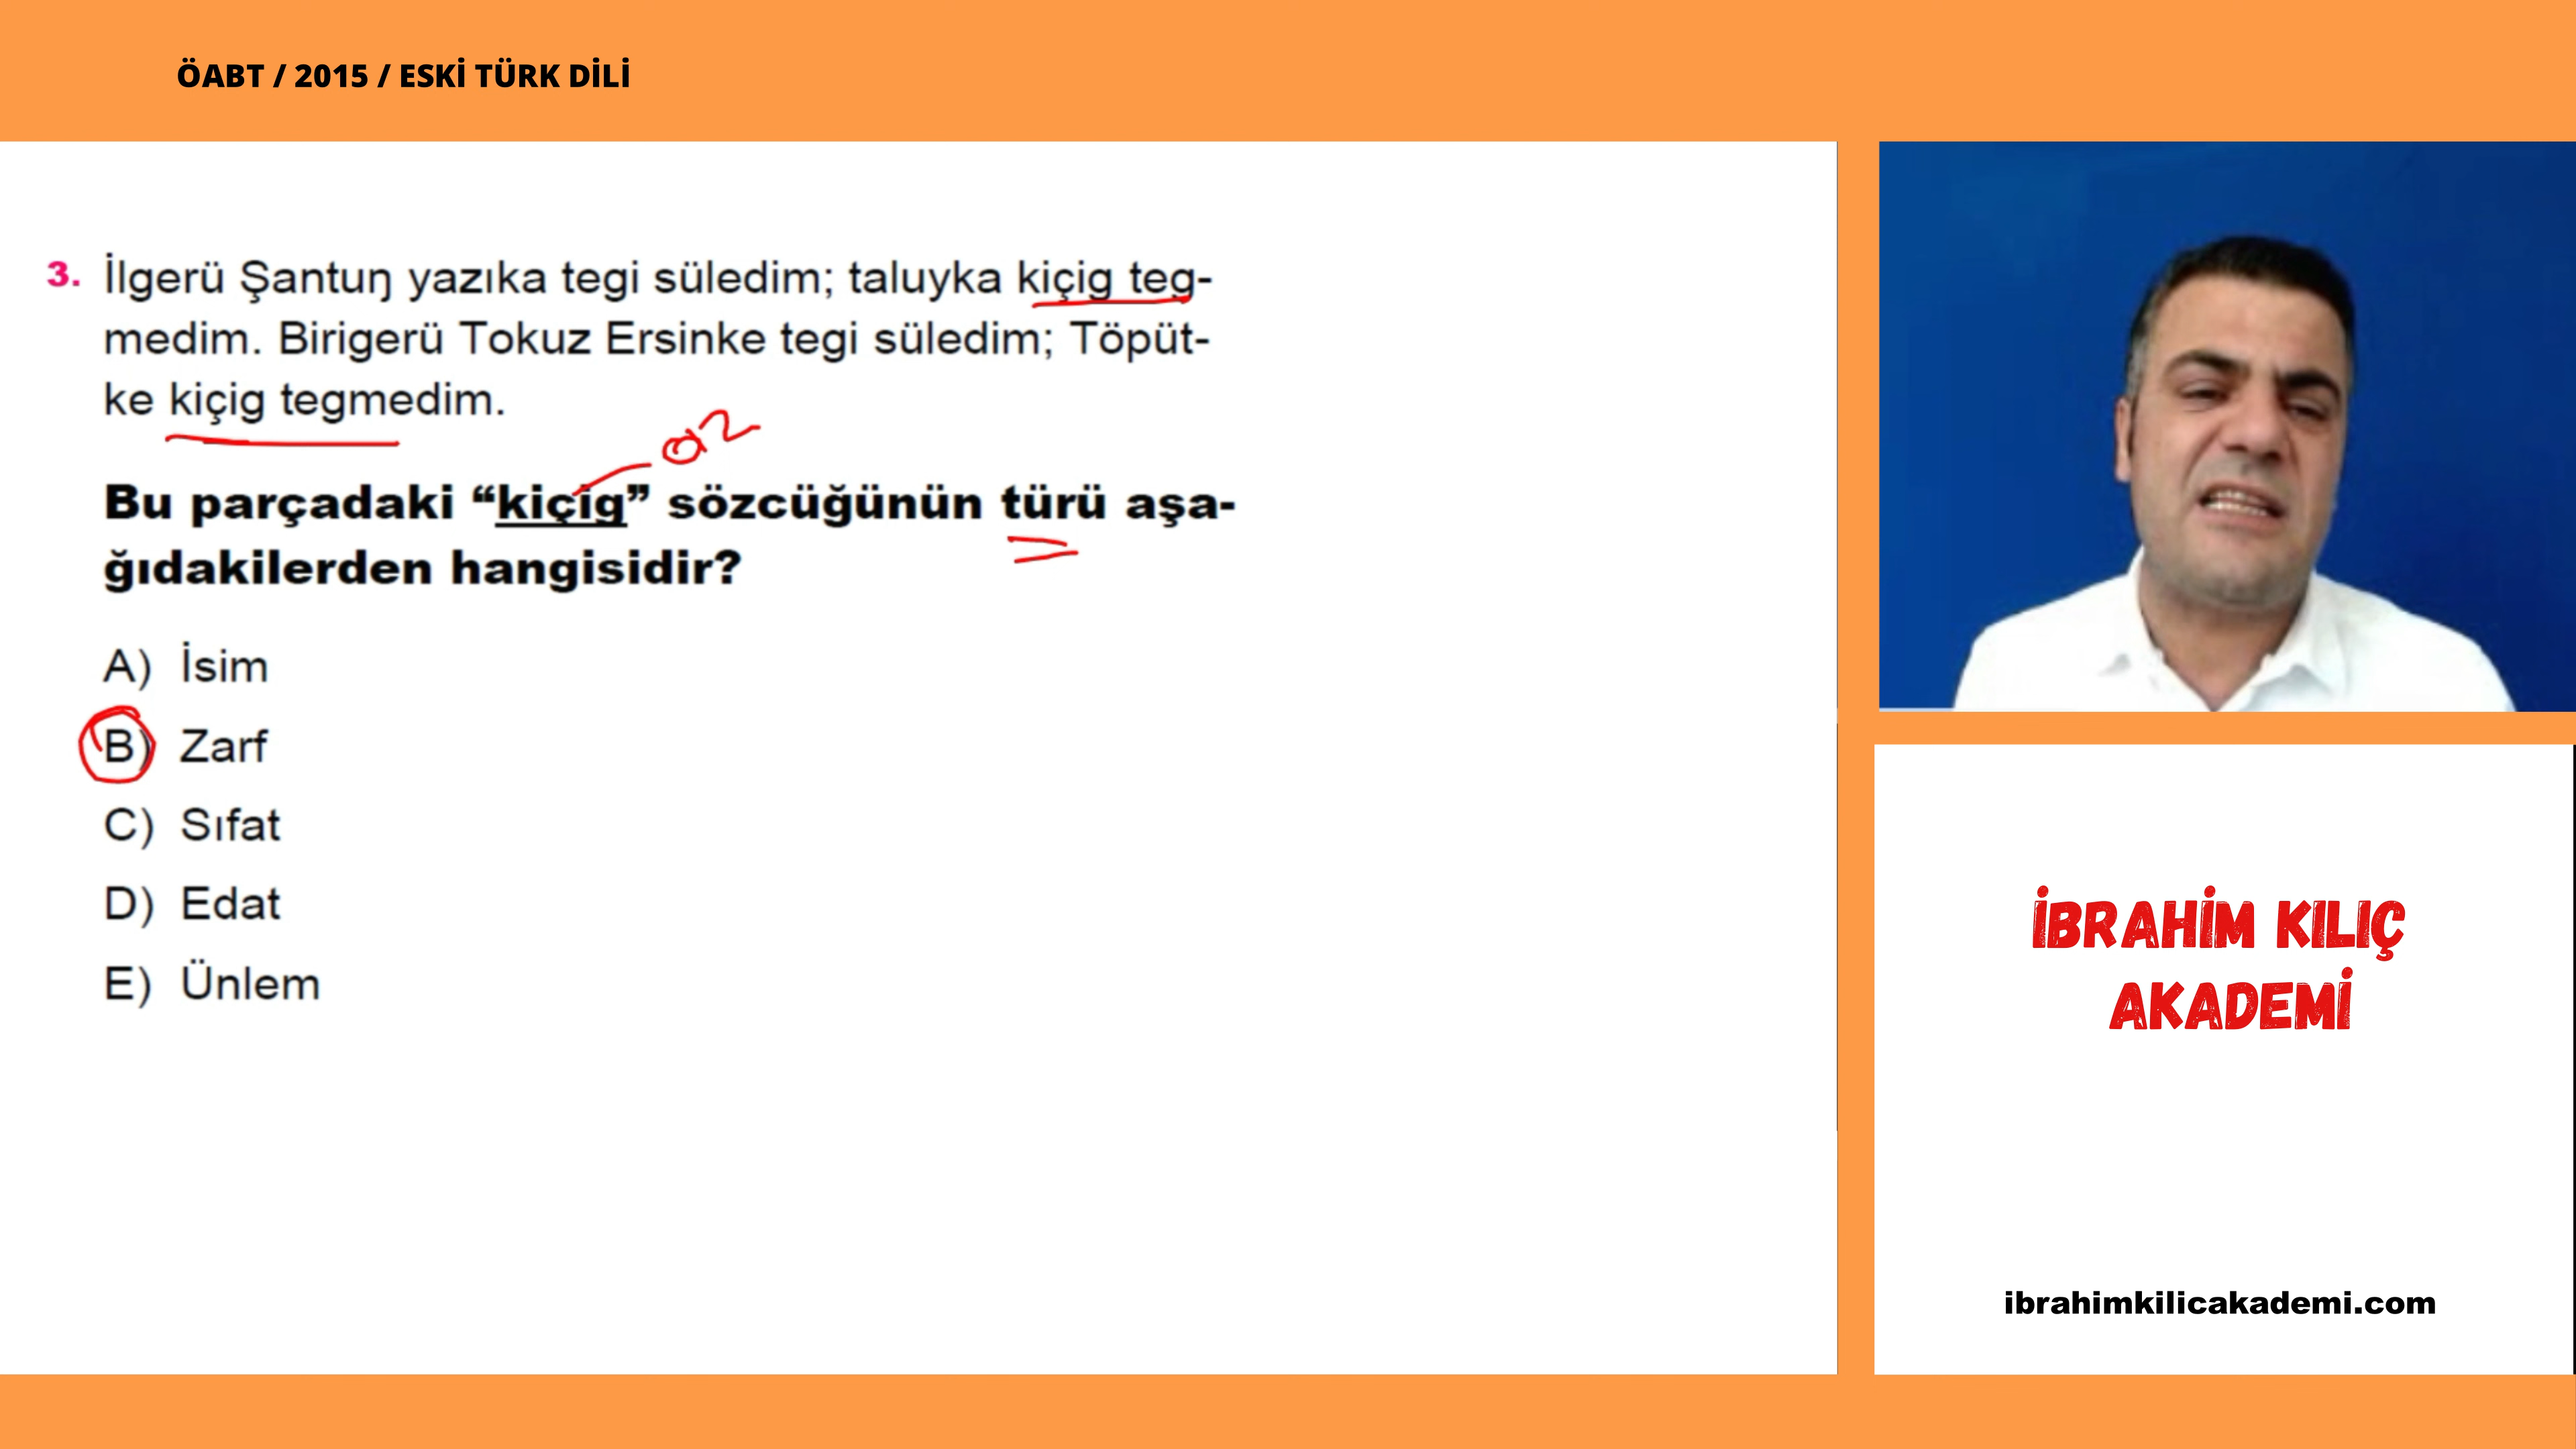 ÖABT / 2015 / ESKİ TÜRK DİLİ
3. İlgerü Şantuŋ yazıka tegi süledim; taluyka kiçig teg-
medim. Birigerü Tokuz Ersinke tegi süledim; Töpüt-
ke kiçig tegmedim.
az
Bu parçadaki “kiçig” sözcüğünün türü aşa-
ğıdakilerden hangisidir?
A) İsim
B) Zarf
C) Sıfat
D) Edat
E) Ünlem
İBRAHİM KILIÇ
AKADEMİ
ibrahimkilicakademi.com